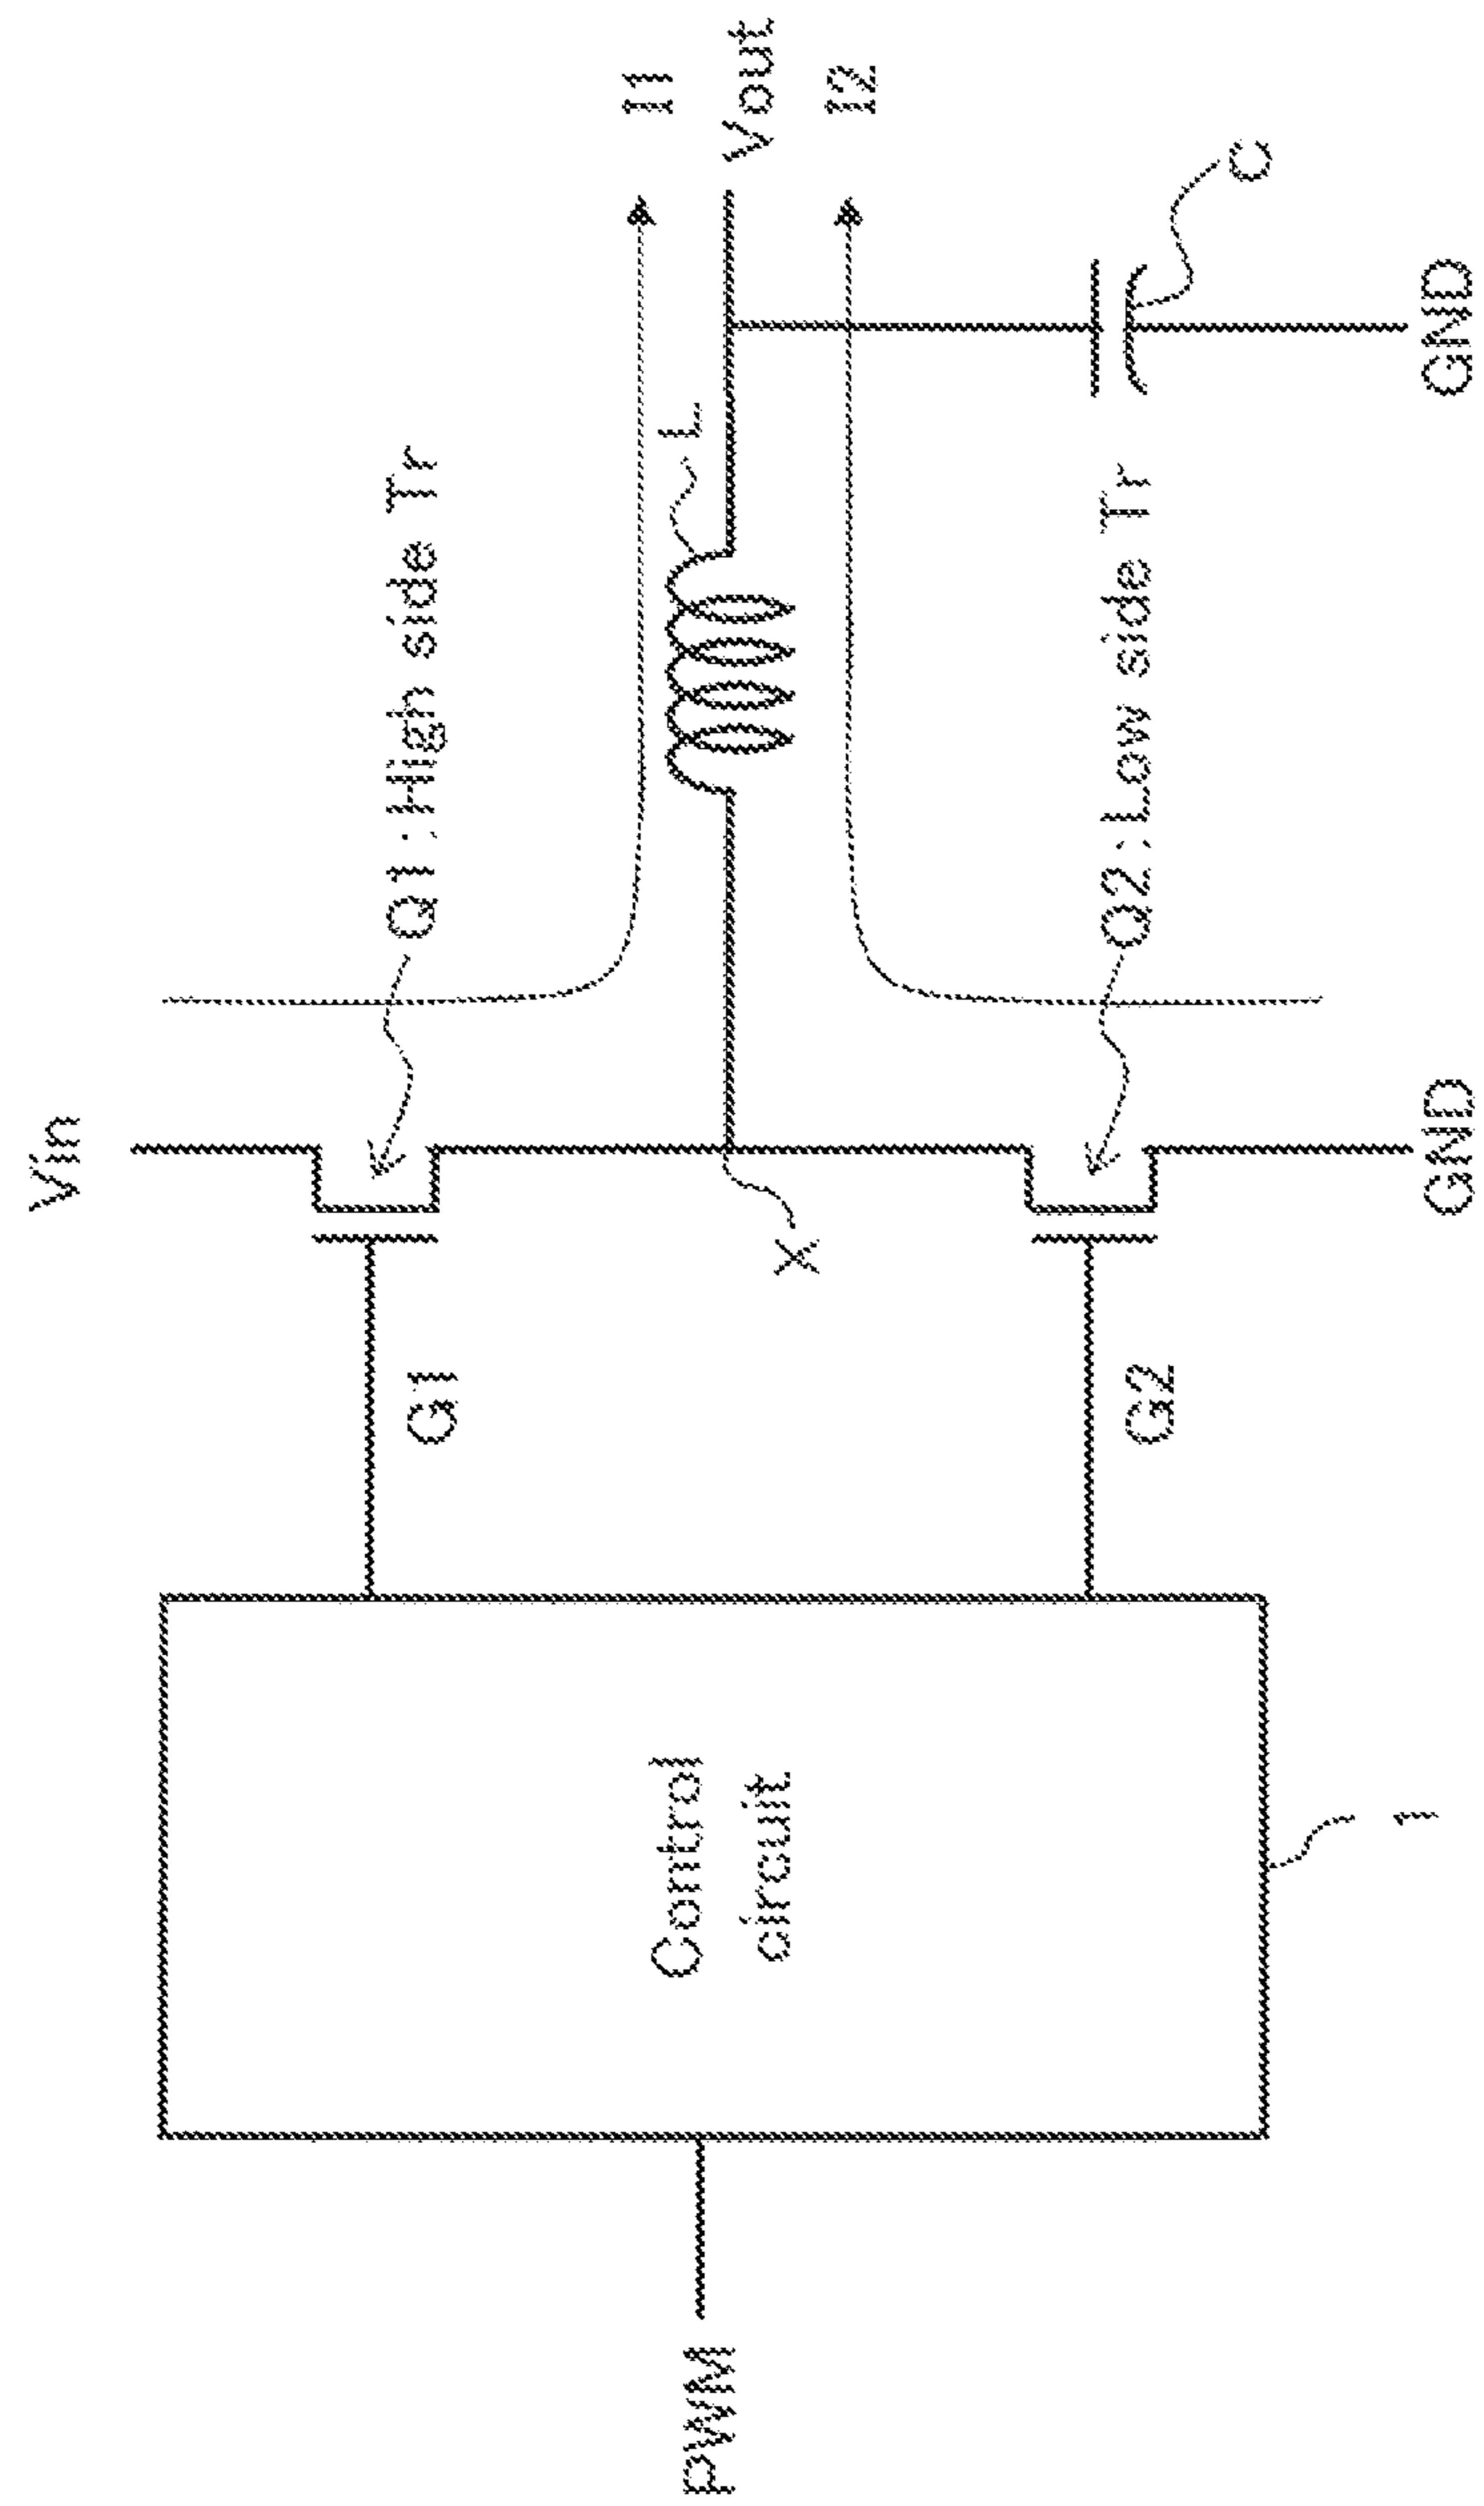 Vin
Q1:High side Tr
G1
I1
L
Vout
I2
PWM
Control
circuit
X
Q2:Low side Tr
G2
C
1
GND
GND